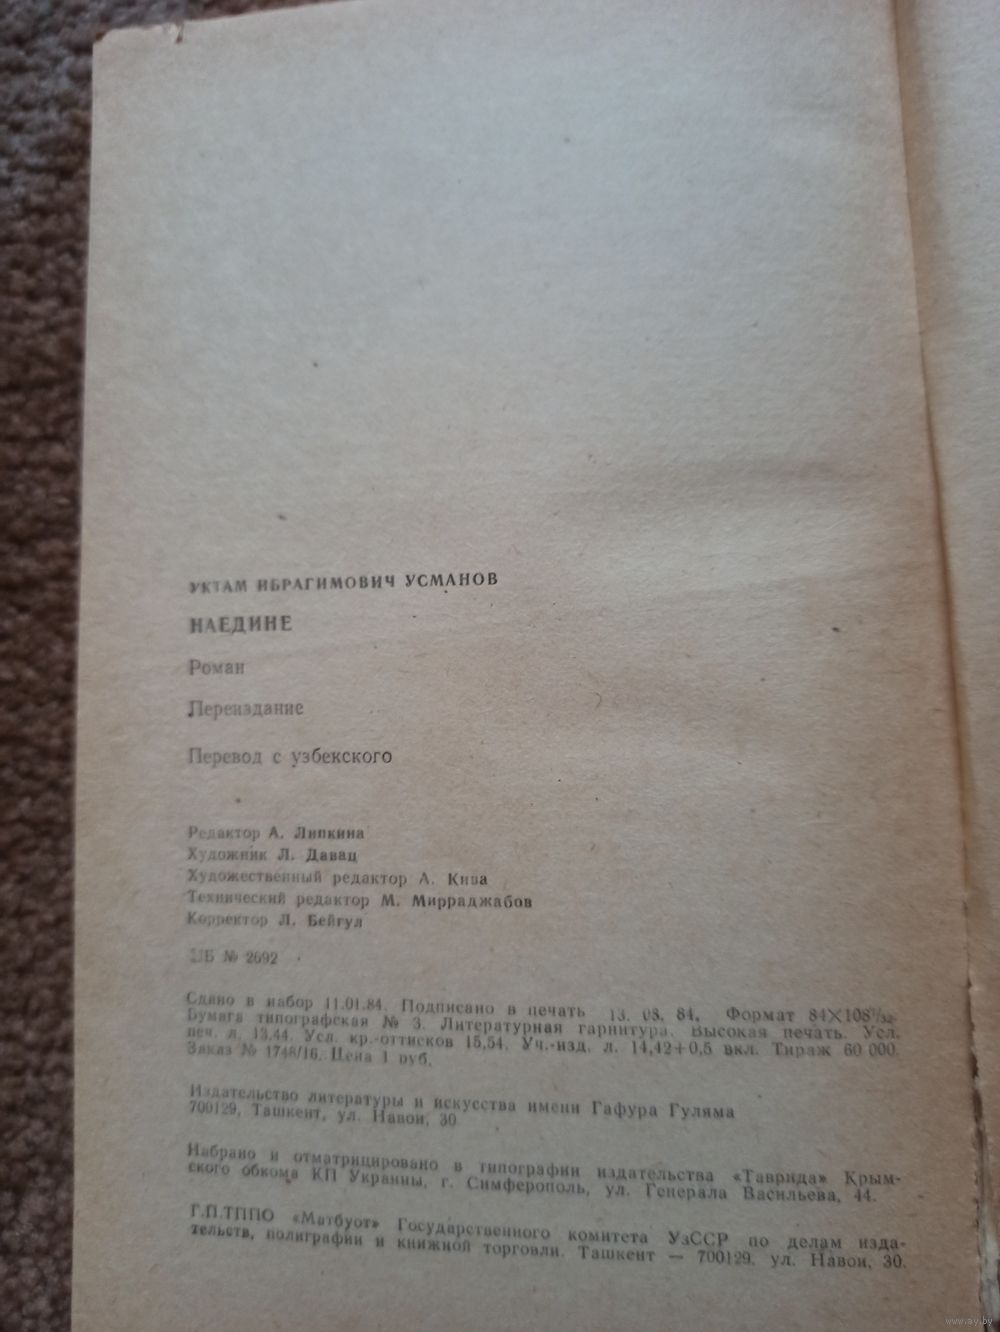 УКТАМ ИБРАГИМОВИЧ УСМАНОВ
НАЕДИНЕ
Роман
Переиздание
Перевод с узбекского
Редактор А. Липкина
Художник Л. Давац
Художественный редактор А. Кива
Технический редактор М. Мирраджабов
Корректор Л. Бейгул
ИБ № 2692
Сдано в набор 11.01.84. Подписано в печать 13. 08. 84. Формат 84×108¹/₃₂.
Бумага типографская № 3. Литературная гарнитура. Высокая печать. Усл.
печ. л. 13,44. Усл. кр.-оттисков 15,54. Уч.-изд. л. 14,42+0,5 вкл. Тираж 60 000.
Заказ № 1748/16. Цена 1 руб.
Издательство литературы и искусства имени Гафура Гуляма
700129, Ташкент, ул. Навои, 30
Набрано и отматрицировано в типографии издательства «Таврида» Крым-
ского обкома КП Украины, г. Симферополь, ул. Генерала Васильева, 44.
Г.П.ТППО «Матбуот» Государственного комитета УзССР по делам изда-
тельств, полиграфии и книжной торговли. Ташкент — 700129, ул. Навои, 30.
www.ay.by